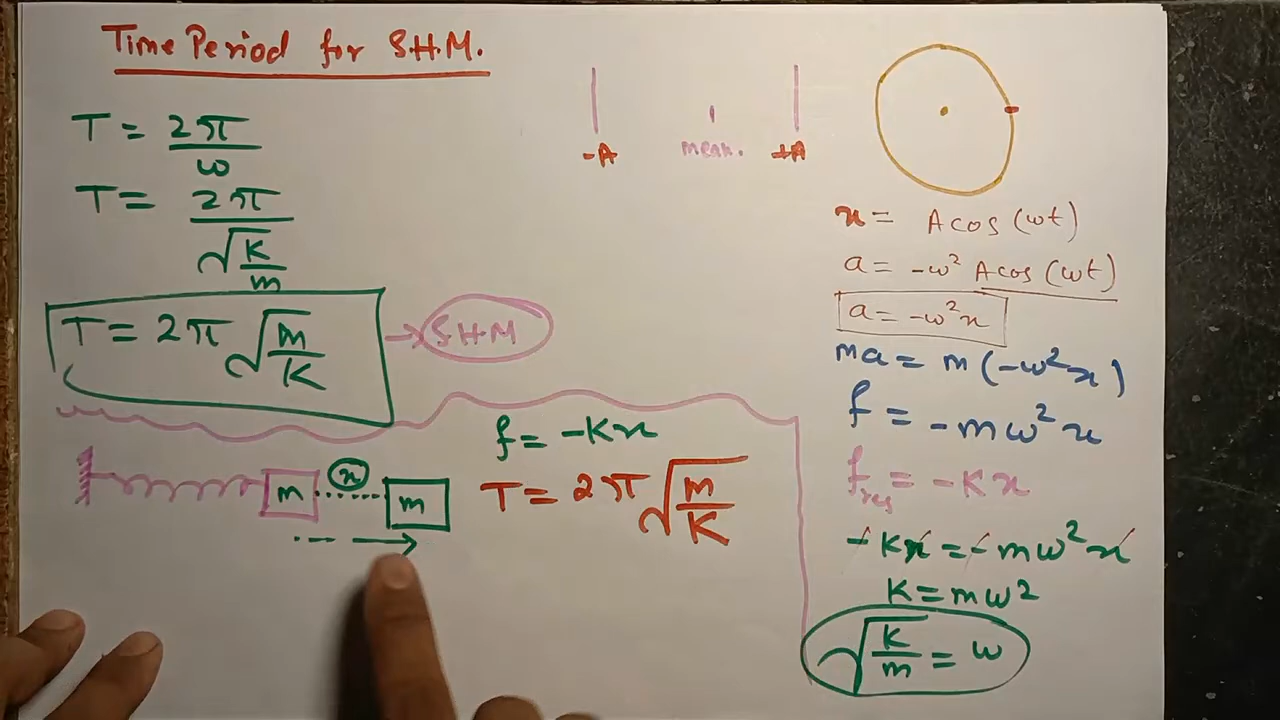 Time Period for S.H.M.
T = 2π/ω
T = 2π/√(K/m)
T = 2π √(m/K) → SHM
-A mean. +A
x = A cos (ωt)
a = -ω² A cos (ωt)
a = -ω²x
ma = m (-ω²x)
f = -mω²x
f_res = -Kx
-Kx = -mω²x
K = mω²
√(K/m) = ω
f = -Kx
m x m
T = 2π √(m/K)